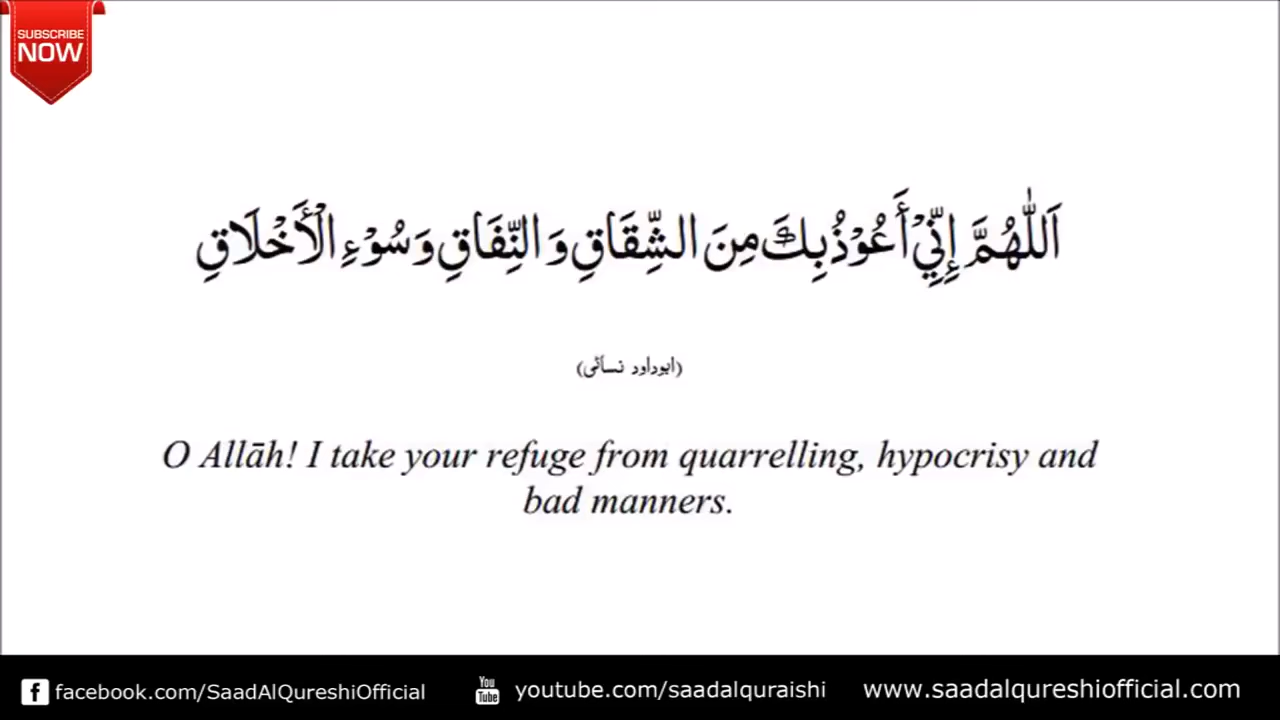 SUBSCRIBE
NOW
اَللّٰهُمَّ إِنِّيْ أَعُوْذُ بِكَ مِنَ الشِّقَاقِ وَ النِّفَاقِ وَ سُوْءِ الْأَخْلَاقِ
(ابوداود نسائی)
O Allāh! I take your refuge from quarrelling, hypocrisy and
bad manners.
facebook.com/SaadAlQureshiOfficial You Tube youtube.com/saadalquraishi www.saadalqureshiofficial.com